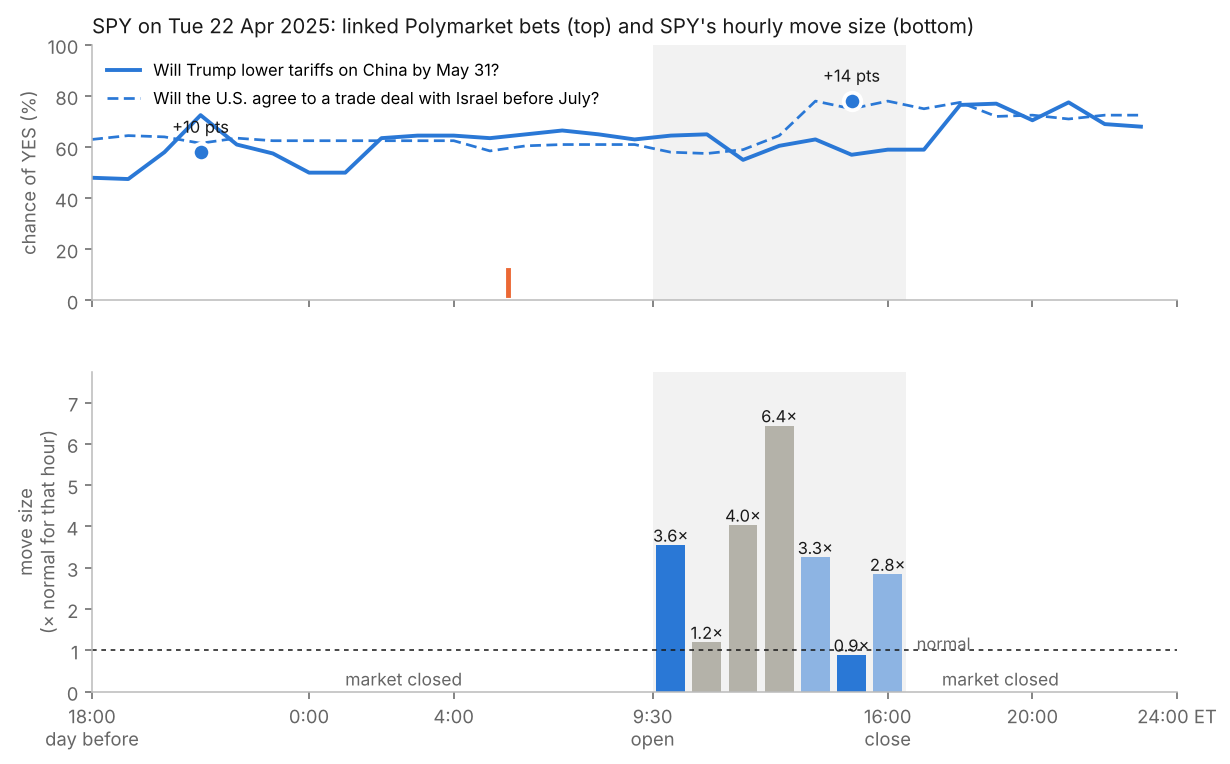 SPY on Tue 22 Apr 2025: linked Polymarket bets (top) and SPY's hourly move size (bottom)
chance of YES (%)
100
80
60
40
20
0
Will Trump lower tariffs on China by May 31?
Will the U.S. agree to a trade deal with Israel before July?
+10 pts
+14 pts
move size
(× normal for that hour)
7
6
5
4
3
2
1
0
3.6×
1.2×
4.0×
6.4×
3.3×
0.9×
2.8×
normal
market closed
market closed
18:00
day before
0:00
4:00
9:30
open
16:00
close
20:00
24:00 ET